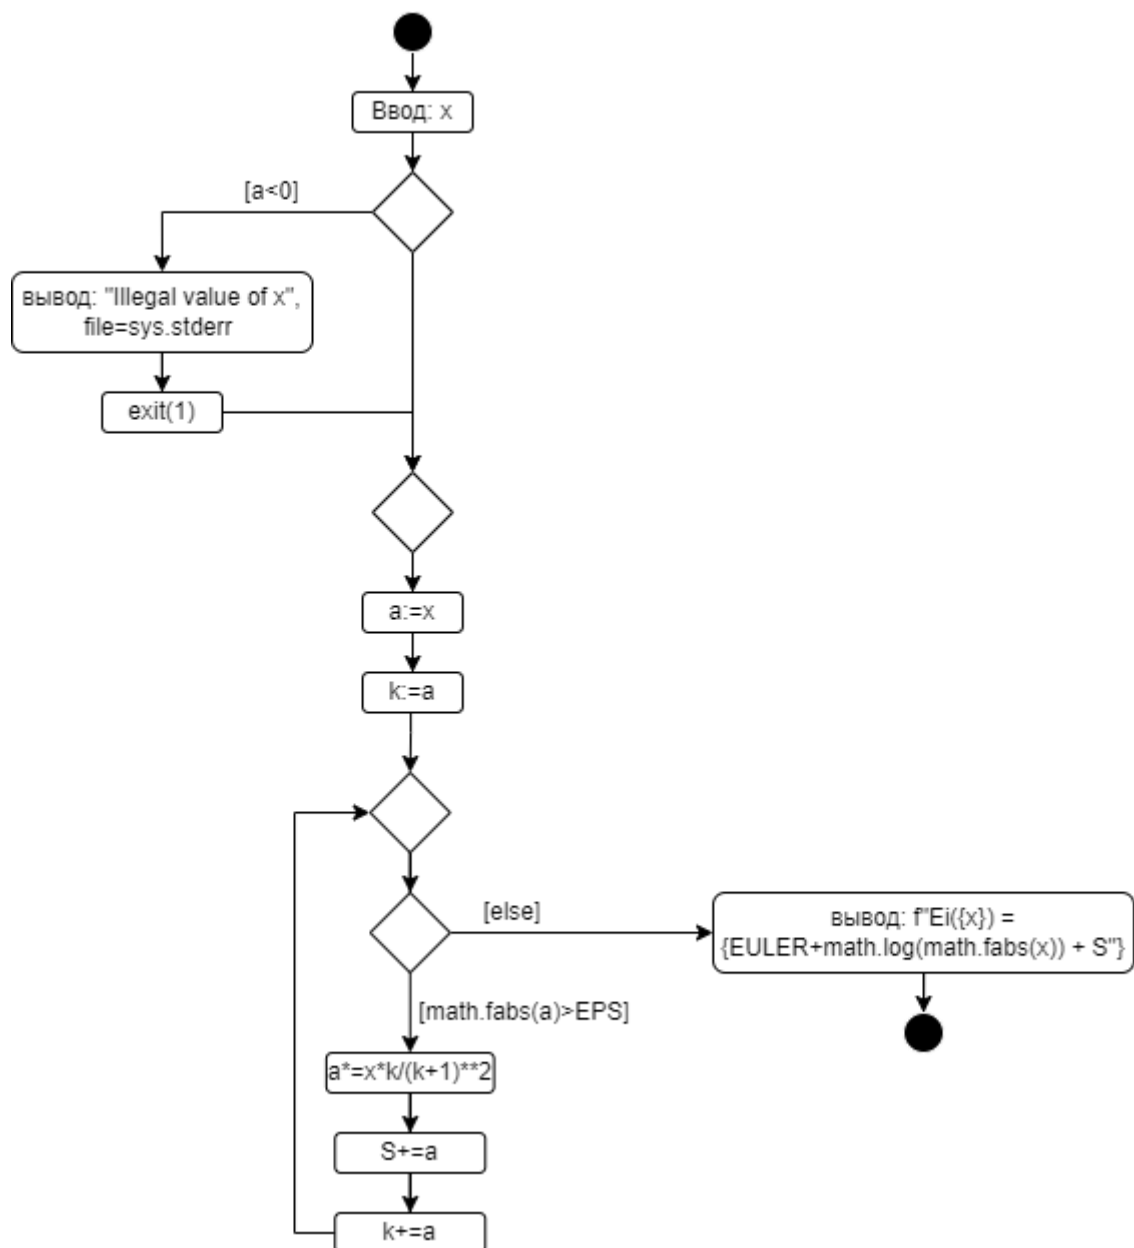 Ввод: x
[a<0]
вывод: "Illegal value of x",
file=sys.stderr
exit(1)
a:=x
k:=a
[else]
вывод: f"Ei({x}) =
{EULER+math.log(math.fabs(x)) + S"}
[math.fabs(a)>EPS]
a*=x*k/(k+1)**2
S+=a
k+=a